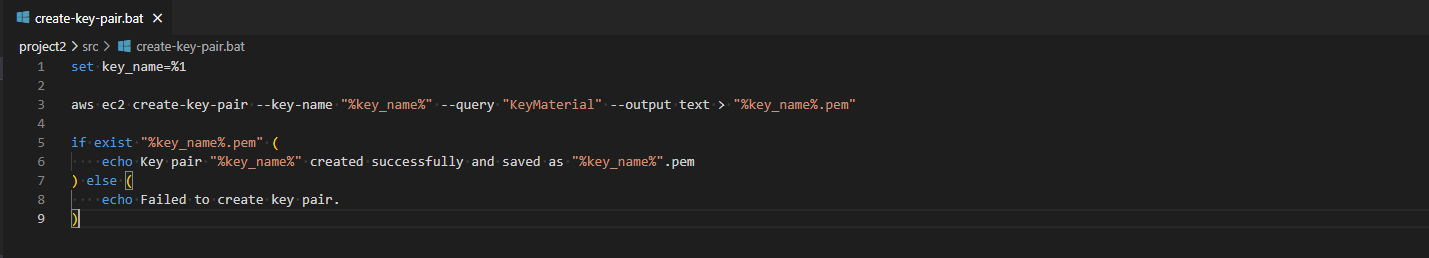 create-key-pair.bat
project2 > src > create-key-pair.bat
1 set key_name=%1
2
3 aws ec2 create-key-pair --key-name "%key_name%" --query "KeyMaterial" --output text > "%key_name%.pem"
4
5 if exist "%key_name%.pem" (
6     echo Key pair "%key_name%" created successfully and saved as "%key_name%".pem
7 ) else (
8     echo Failed to create key pair.
9 )